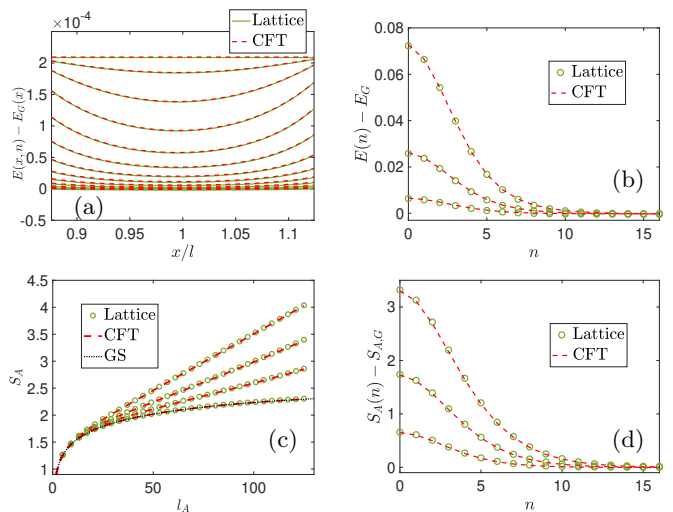 ×10⁻⁴
Lattice
CFT
2
1.5
1
0.5
0
-0.5
E(x, n) − E_G(x)
(a)
0.9
0.95
1
1.05
1.1
x/l
0.08
0.06
0.04
0.02
0
E(n) − E_G
Lattice
CFT
(b)
0
5
10
15
n
4.5
4
3.5
3
2.5
2
1.5
1
S_A
Lattice
CFT
GS
(c)
0
50
100
l_A
3
2
1
0
S_A(n) − S_{A,G}
Lattice
CFT
(d)
0
5
10
15
n